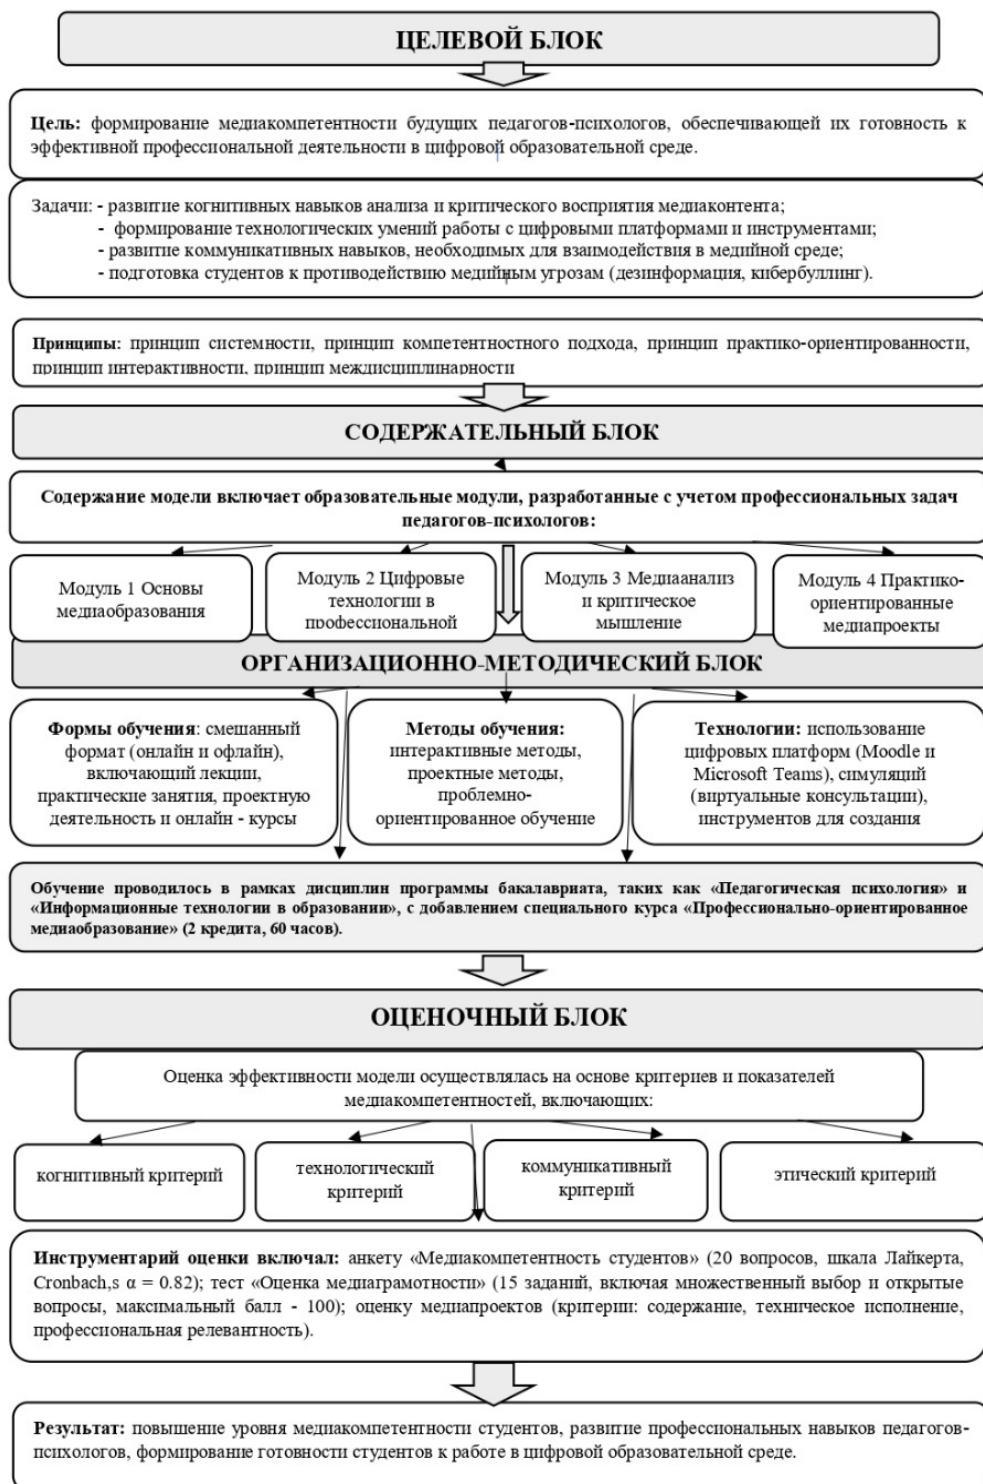 ЦЕЛЕВОЙ БЛОК
Цель: формирование медиакомпетентности будущих педагогов-психологов, обеспечивающей их готовность к
эффективной профессиональной деятельности в цифровой образовательной среде.
Задачи: - развитие когнитивных навыков анализа и критического восприятия медиаконтента;
- формирование технологических умений работы с цифровыми платформами и инструментами;
- развитие коммуникативных навыков, необходимых для взаимодействия в медийной среде;
- подготовка студентов к противодействию медийным угрозам (дезинформация, кибербуллинг).
Принципы: принцип системности, принцип компетентностного подхода, принцип практико-ориентированности,
принцип интерактивности, принцип междисциплинарности
СОДЕРЖАТЕЛЬНЫЙ БЛОК
Содержание модели включает образовательные модули, разработанные с учетом профессиональных задач
педагогов-психологов:
Модуль 1 Основы
медиаобразования
Модуль 2 Цифровые
технологии в
профессиональной
Модуль 3 Медиаанализ
и критическое
мышление
Модуль 4 Практико-
ориентированные
медиапроекты
ОРГАНИЗАЦИОННО-МЕТОДИЧЕСКИЙ БЛОК
Формы обучения: смешанный
формат (онлайн и офлайн),
включающий лекции,
практические занятия, проектную
деятельность и онлайн - курсы
Методы обучения:
интерактивные методы,
проектные методы,
проблемно-
ориентированное обучение
Технологии: использование
цифровых платформ (Moodle и
Microsoft Teams), симуляций
(виртуальные консультации),
инструментов для создания
Обучение проводилось в рамках дисциплин программы бакалавриата, таких как «Педагогическая психология» и
«Информационные технологии в образовании», с добавлением специального курса «Профессионально-ориентированное
медиаобразование» (2 кредита, 60 часов).
ОЦЕНОЧНЫЙ БЛОК
Оценка эффективности модели осуществлялась на основе критериев и показателей
медиакомпетентностей, включающих:
когнитивный критерий
технологический
критерий
коммуникативный
критерий
этический критерий
Инструментарий оценки включал: анкету «Медиакомпетентность студентов» (20 вопросов, шкала Лайкерта,
Cronbach,s α = 0.82); тест «Оценка медиаграмотности» (15 заданий, включая множественный выбор и открытые
вопросы, максимальный балл - 100); оценку медиапроектов (критерии: содержание, техническое исполнение,
профессиональная релевантность).
Результат: повышение уровня медиакомпетентности студентов, развитие профессиональных навыков педагогов-
психологов, формирование готовности студентов к работе в цифровой образовательной среде.